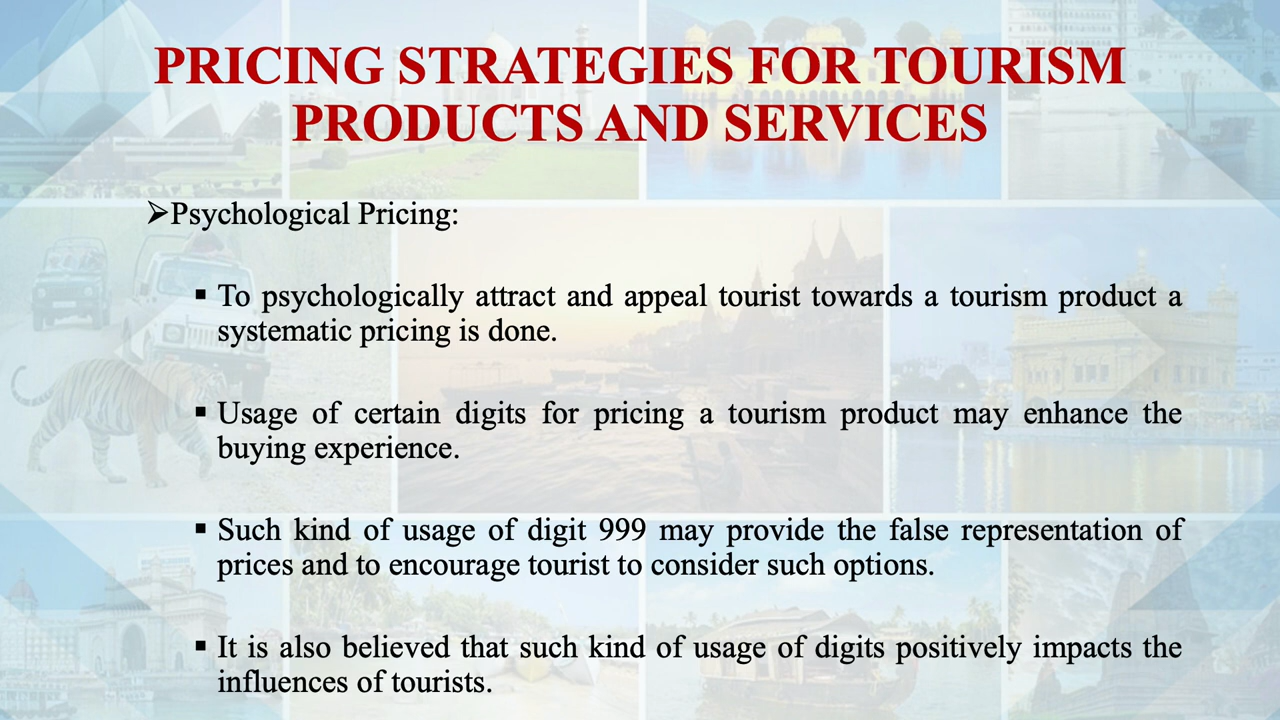 PRICING STRATEGIES FOR TOURISM
PRODUCTS AND SERVICES
➢Psychological Pricing:
▪ To psychologically attract and appeal tourist towards a tourism product a
systematic pricing is done.
▪ Usage of certain digits for pricing a tourism product may enhance the
buying experience.
▪ Such kind of usage of digit 999 may provide the false representation of
prices and to encourage tourist to consider such options.
▪ It is also believed that such kind of usage of digits positively impacts the
influences of tourists.